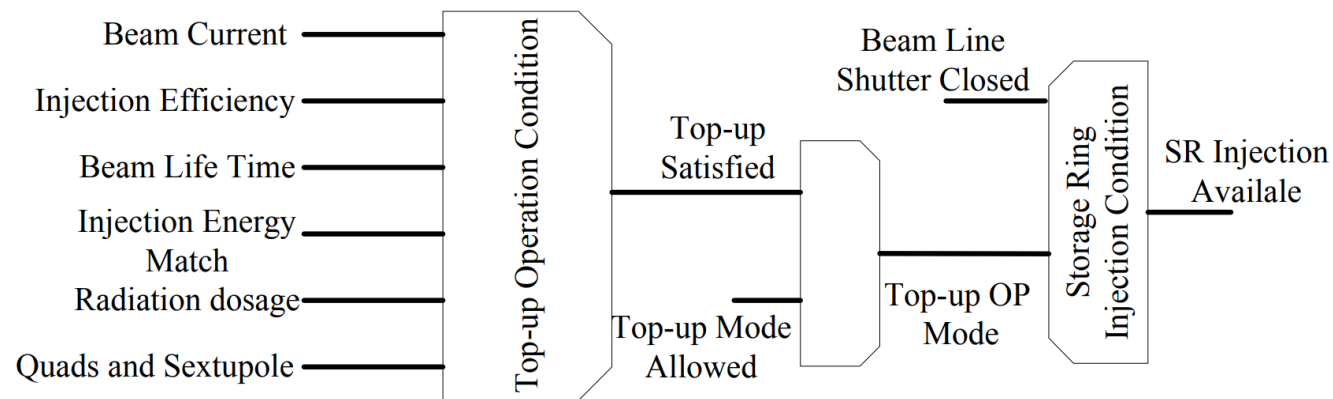 Beam Current
Injection Efficiency
Beam Life Time
Injection Energy
Match
Radiation dosage
Quads and Sextupole
Top-up Operation Condition
Top-up
Satisfied
Top-up Mode
Allowed
Beam Line
Shutter Closed
Top-up OP
Mode
Storage Ring
Injection Condition
SR Injection
Availale